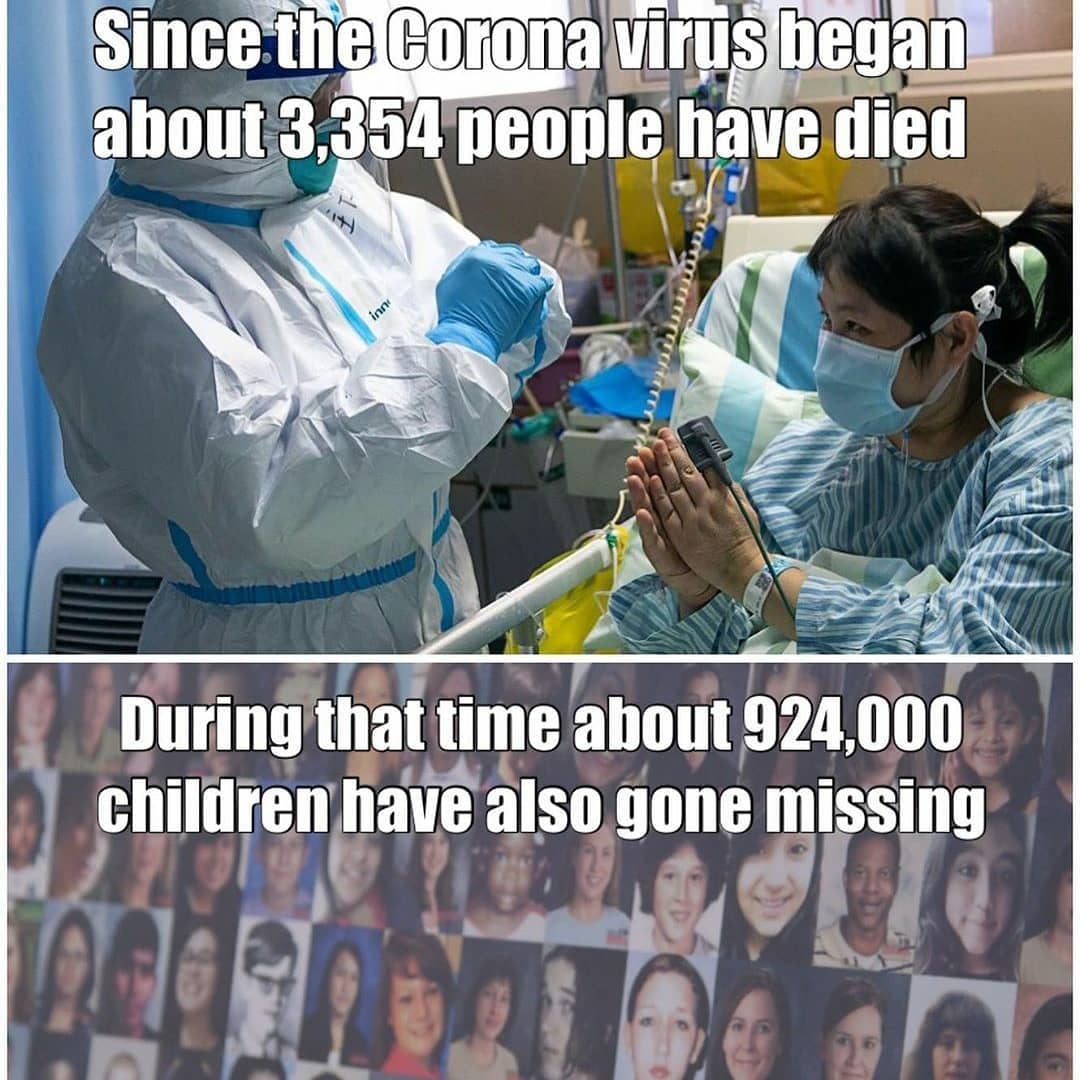 Since the Corona virus began
about 3,354 people have died
inno
During that time about 924,000
children have also gone missing